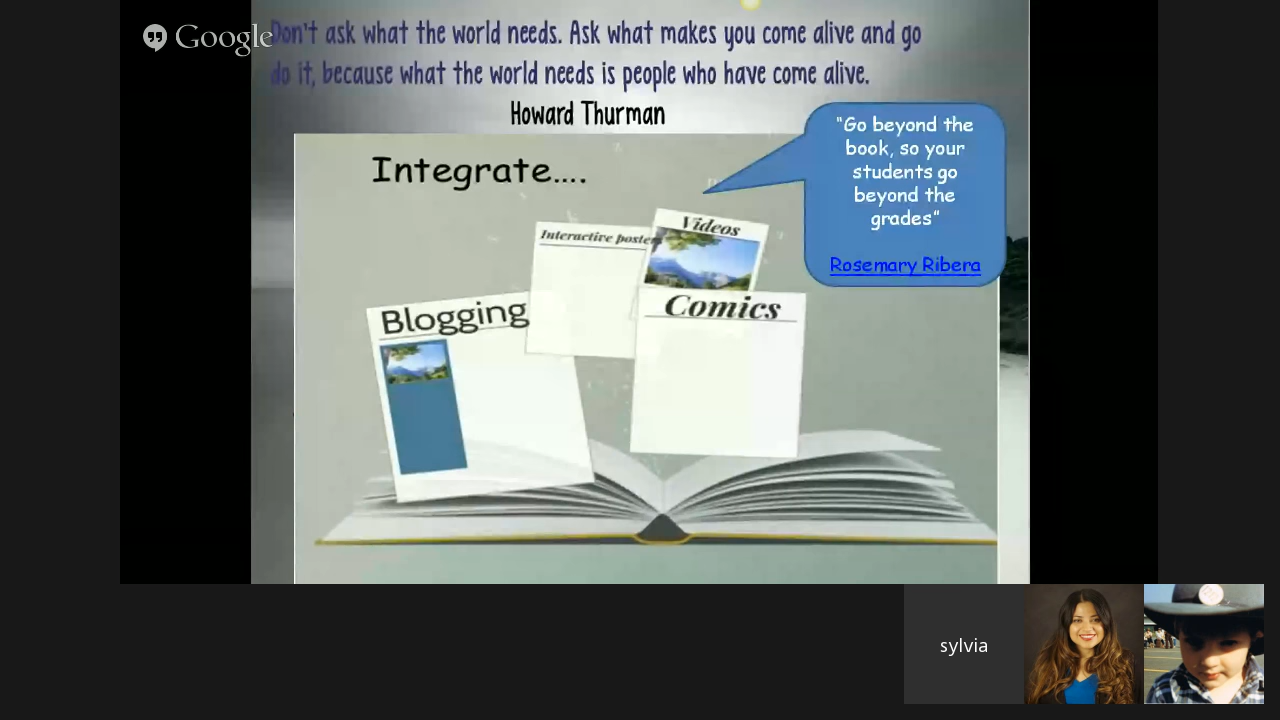 Google
Don't ask what the world needs. Ask what makes you come alive and go
do it, because what the world needs is people who have come alive.
Howard Thurman
"Go beyond the
book, so your
students go
beyond the
grades"
Rosemary Ribera
Integrate....
Interactive posters
Videos
Blogging
Comics
sylvia